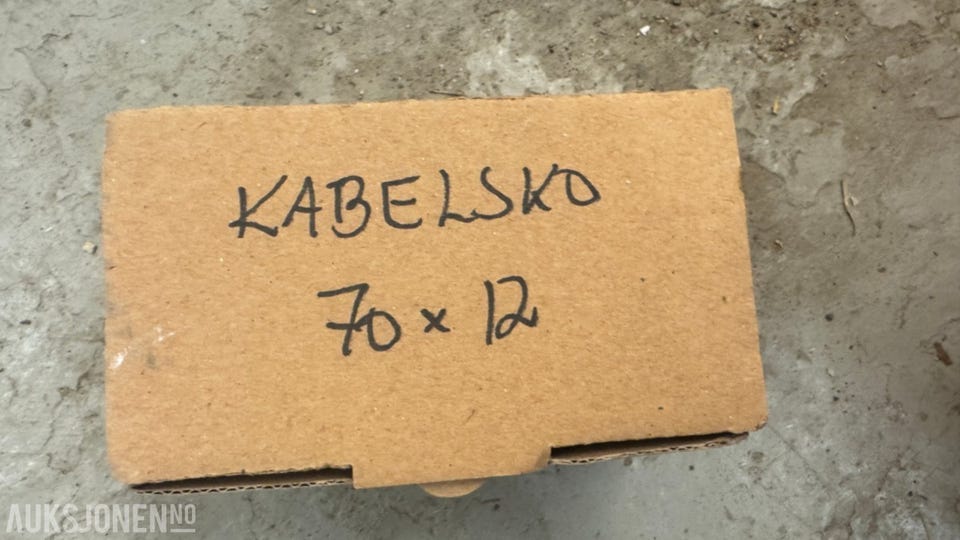 KABELSKO
70 x 12
AUKSJONEN.NO